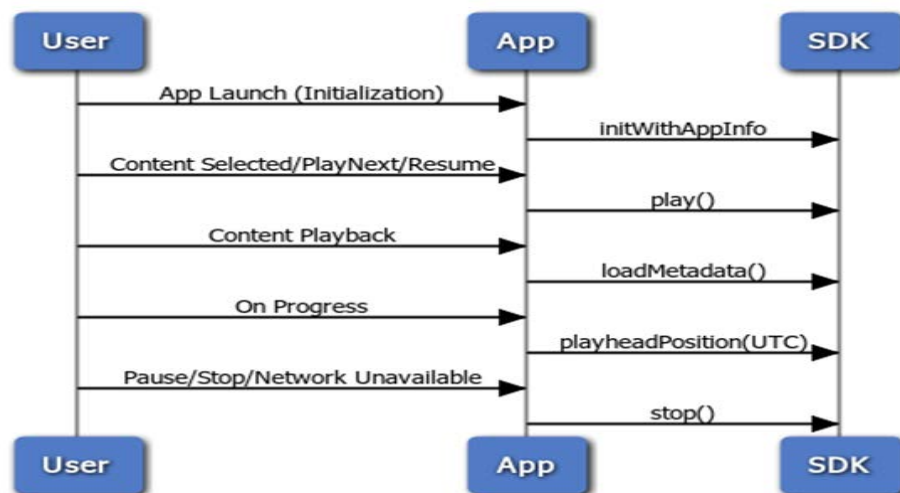 User App SDK
App Launch (Initialization)
initWithAppInfo
Content Selected/PlayNext/Resume
play()
Content Playback
loadMetadata()
On Progress
playheadPosition(UTC)
Pause/Stop/Network Unavailable
stop()
User App SDK